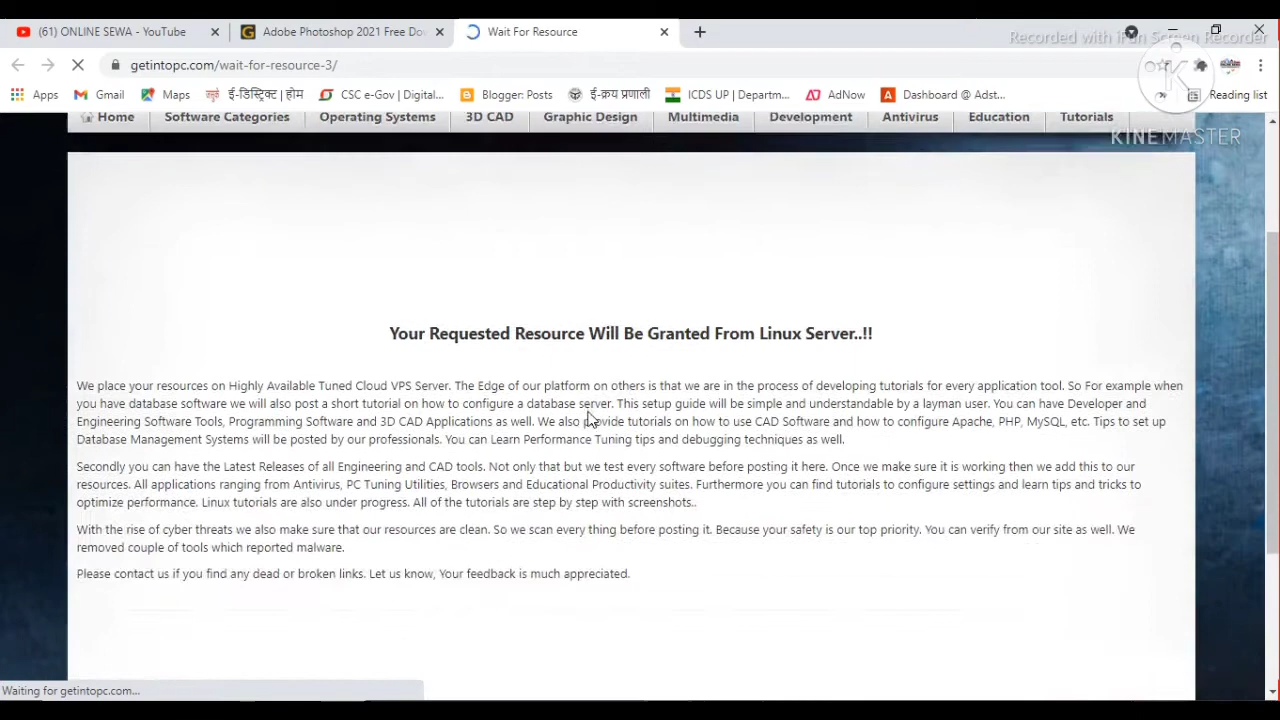 (61) ONLINE SEWA - YouTube
Adobe Photoshop 2021 Free Do
Wait For Resource
Recorded with iFun Screen Recorder
getintopc.com/wait-for-resource-3/
Apps Gmail Maps ई-डिस्ट्रिक्ट | होम CSC e-Gov | Digital... Blogger: Posts ई-क्रय प्रणाली ICDS UP | Departm... AdNow Dashboard @ Adst... Reading list
Home Software Categories Operating Systems 3D CAD Graphic Design Multimedia Development Antivirus Education Tutorials
KINEMASTER
Your Requested Resource Will Be Granted From Linux Server..!!
We place your resources on Highly Available Tuned Cloud VPS Server. The Edge of our platform on others is that we are in the process of developing tutorials for every application tool. So For example when
you have database software we will also post a short tutorial on how to configure a database server. This setup guide will be simple and understandable by a layman user. You can have Developer and
Engineering Software Tools, Programming Software and 3D CAD Applications as well. We also provide tutorials on how to use CAD Software and how to configure Apache, PHP, MySQL, etc. Tips to set up
Database Management Systems will be posted by our professionals. You can Learn Performance Tuning tips and debugging techniques as well.
Secondly you can have the Latest Releases of all Engineering and CAD tools. Not only that but we test every software before posting it here. Once we make sure it is working then we add this to our
resources. All applications ranging from Antivirus, PC Tuning Utilities, Browsers and Educational Productivity suites. Furthermore you can find tutorials to configure settings and learn tips and tricks to
optimize performance. Linux tutorials are also under progress. All of the tutorials are step by step with screenshots..
With the rise of cyber threats we also make sure that our resources are clean. So we scan every thing before posting it. Because your safety is our top priority. You can verify from our site as well. We
removed couple of tools which reported malware.
Please contact us if you find any dead or broken links. Let us know, Your feedback is much appreciated.
Waiting for getintopc.com...